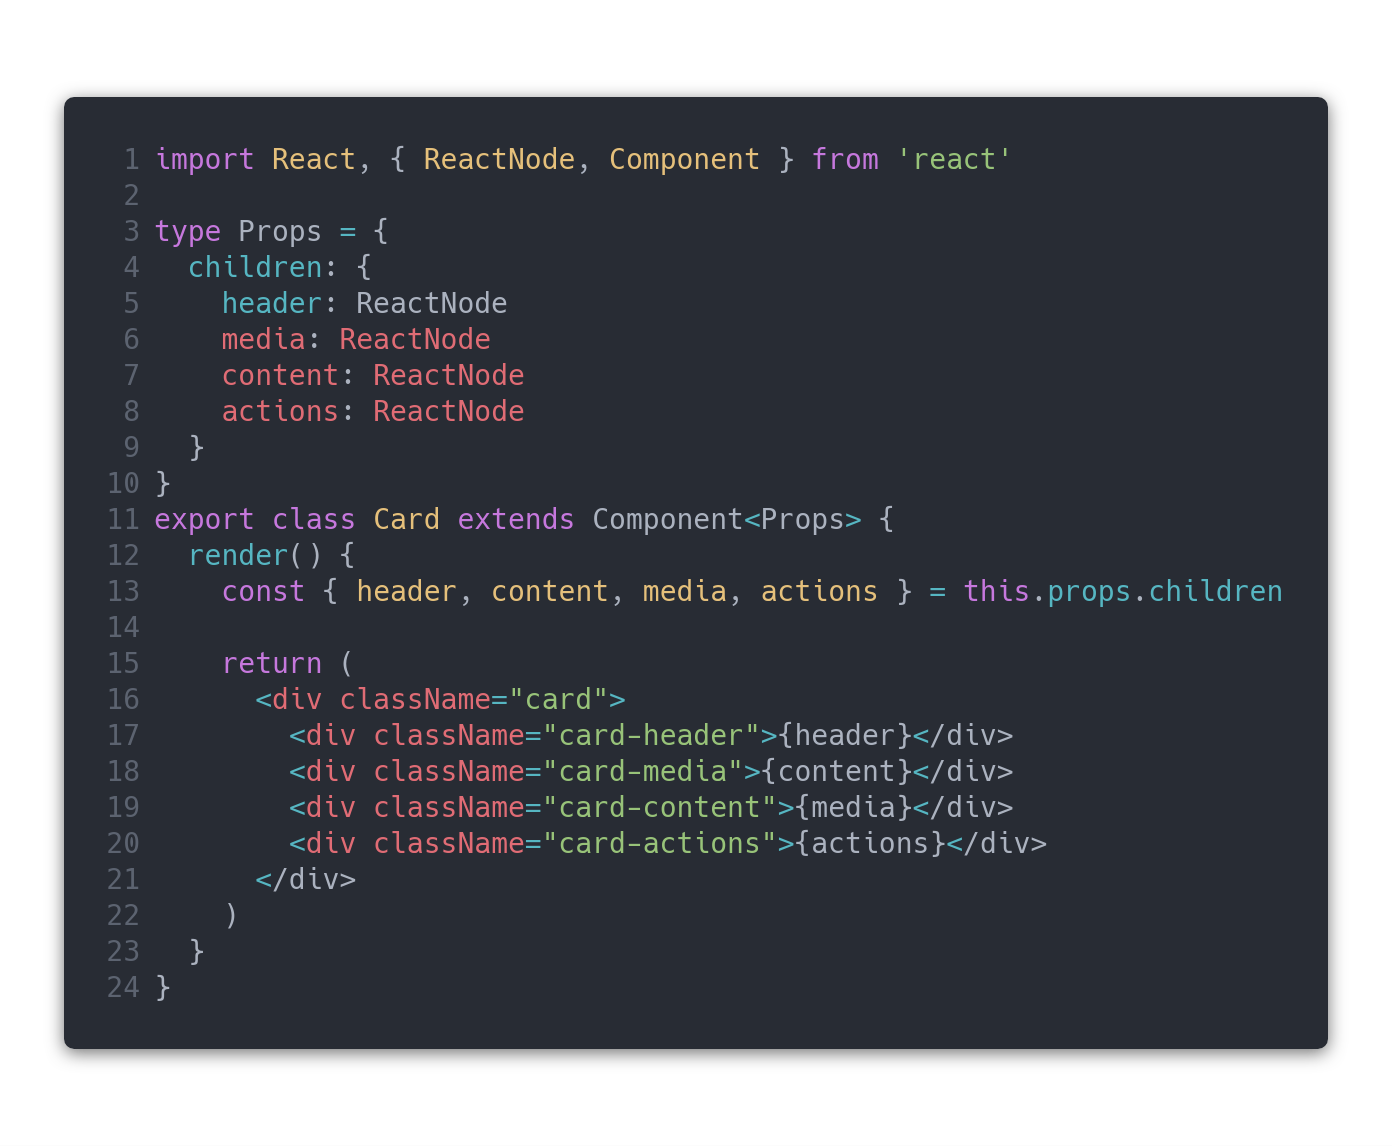 1 import React, { ReactNode, Component } from 'react'
2
3 type Props = {
4   children: {
5     header: ReactNode
6     media: ReactNode
7     content: ReactNode
8     actions: ReactNode
9   }
10 }
11 export class Card extends Component<Props> {
12   render() {
13     const { header, content, media, actions } = this.props.children
14
15     return (
16       <div className="card">
17         <div className="card-header">{header}</div>
18         <div className="card-media">{content}</div>
19         <div className="card-content">{media}</div>
20         <div className="card-actions">{actions}</div>
21       </div>
22     )
23   }
24 }